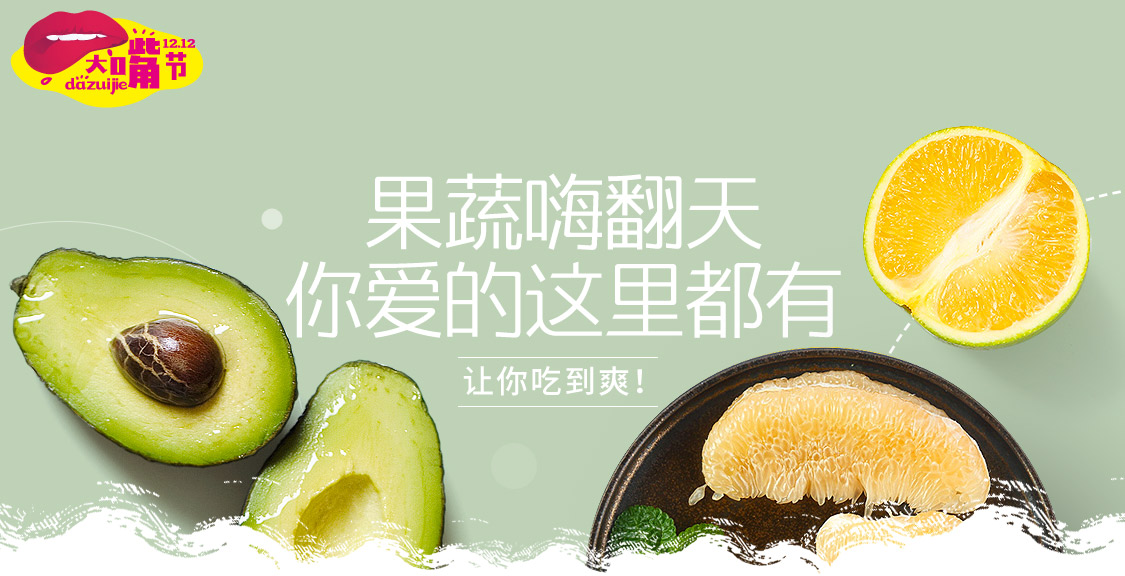 大嘴节
12.12
dazuijie
果蔬嗨翻天
你爱的这里都有
让你吃到爽！